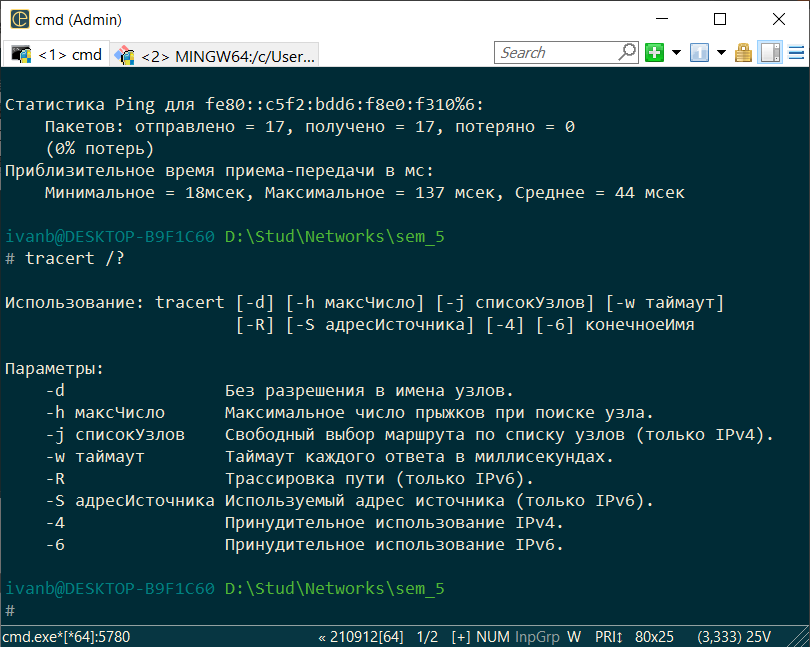 cmd (Admin)
<1> cmd
<2> MINGW64:/c/User...
Search
Статистика Ping для fe80::c5f2:bdd6:f8e0:f310%6:
    Пакетов: отправлено = 17, получено = 17, потеряно = 0
    (0% потерь)
Приблизительное время приема-передачи в мс:
    Минимальное = 18мсек, Максимальное = 137 мсек, Среднее = 44 мсек
ivanb@DESKTOP-B9F1C60 D:\Stud\Networks\sem_5
# tracert /?
Использование: tracert [-d] [-h максЧисло] [-j списокУзлов] [-w таймаут]
                       [-R] [-S адресИсточника] [-4] [-6] конечноеИмя
Параметры:
    -d                Без разрешения в имена узлов.
    -h максЧисло      Максимальное число прыжков при поиске узла.
    -j списокУзлов    Свободный выбор маршрута по списку узлов (только IPv4).
    -w таймаут        Таймаут каждого ответа в миллисекундах.
    -R                Трассировка пути (только IPv6).
    -S адресИсточника Используемый адрес источника (только IPv6).
    -4                Принудительное использование IPv4.
    -6                Принудительное использование IPv6.
ivanb@DESKTOP-B9F1C60 D:\Stud\Networks\sem_5
#
cmd.exe*[*64]:5780 « 210912[64] 1/2 [+] NUM InpGrp W PRI↕ 80x25 (3,333) 25V